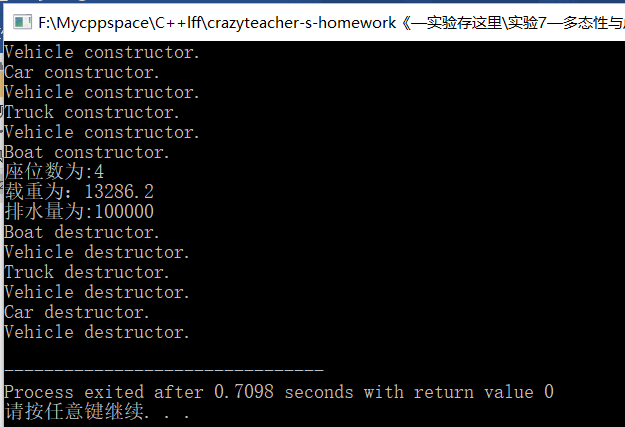 F:\Mycppspace\C++lff\crazyteacher-s-homework《—实验存这里\实验7—多态性与
Vehicle constructor.
Car constructor.
Vehicle constructor.
Truck constructor.
Vehicle constructor.
Boat constructor.
座位数为:4
载重为：13286.2
排水量为:100000
Boat destructor.
Vehicle destructor.
Truck destructor.
Vehicle destructor.
Car destructor.
Vehicle destructor.
--------------------------------
Process exited after 0.7098 seconds with return value 0
请按任意键继续. . .